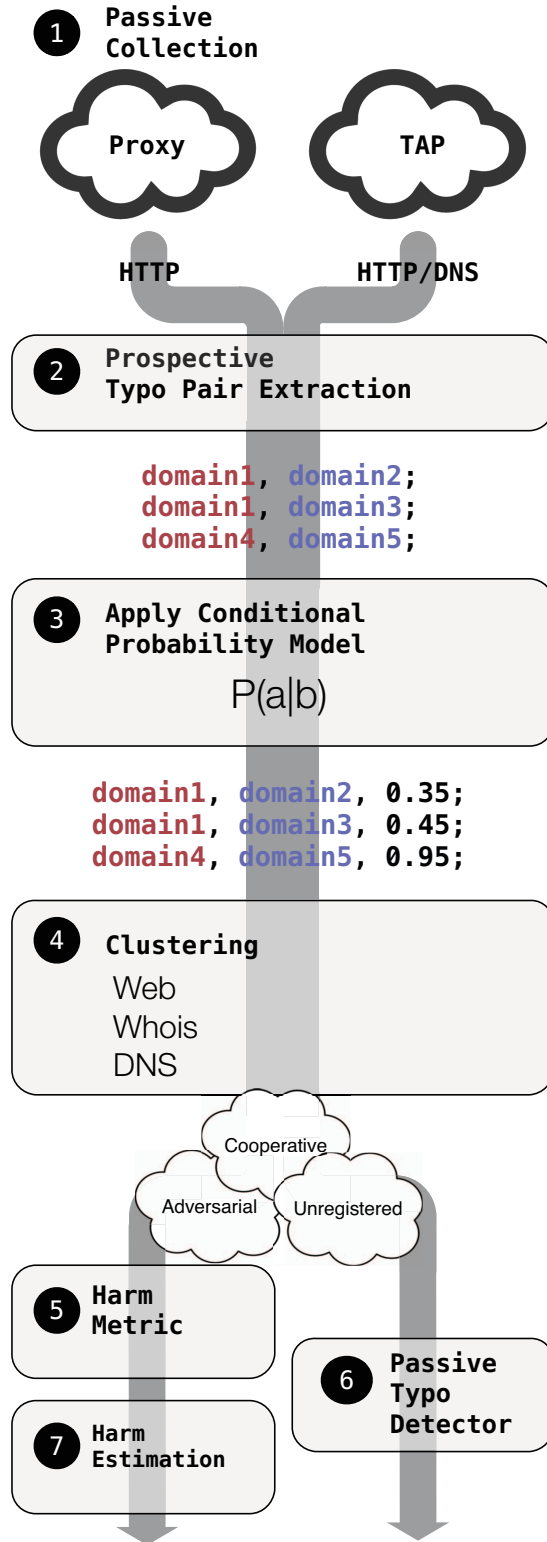 1 Passive
Collection
Proxy
TAP
HTTP
HTTP/DNS
2 Prospective
Typo Pair Extraction
domain1, domain2;
domain1, domain3;
domain4, domain5;
3 Apply Conditional
Probability Model
P(a|b)
domain1, domain2, 0.35;
domain1, domain3, 0.45;
domain4, domain5, 0.95;
4 Clustering
Web
Whois
DNS
Cooperative
Adversarial
Unregistered
5 Harm
Metric
6 Passive
Typo
Detector
7 Harm
Estimation